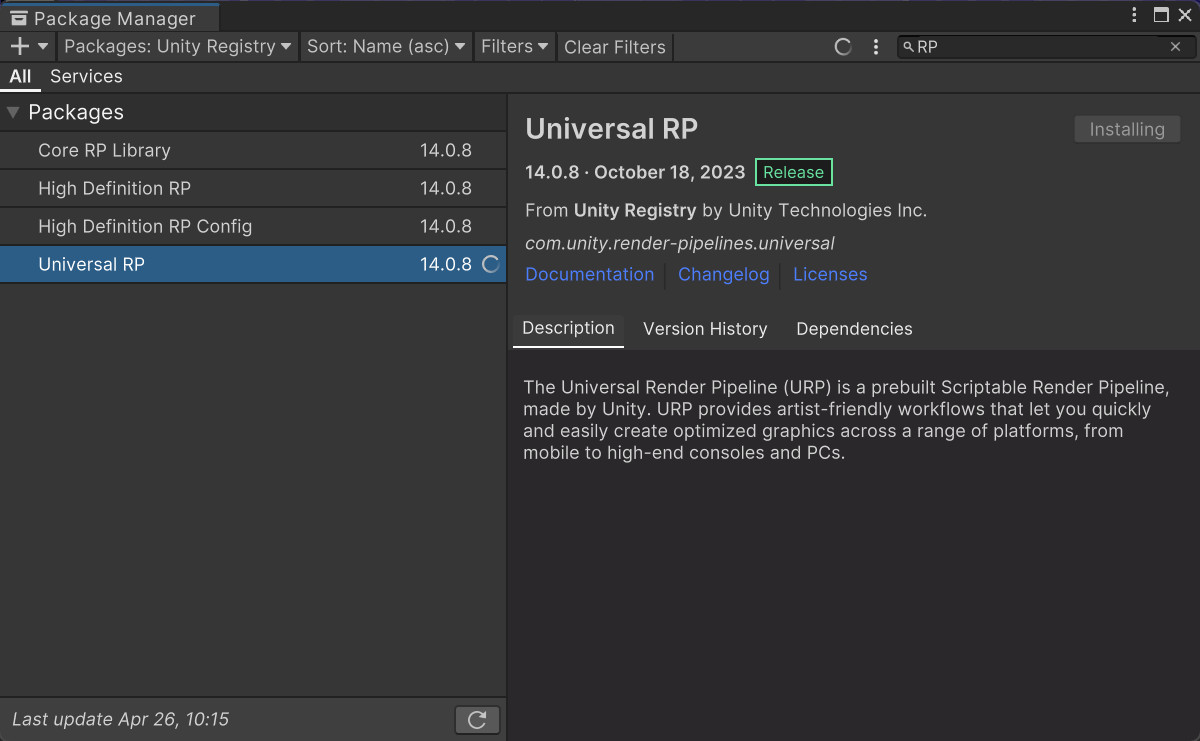 Package Manager
Packages: Unity Registry Sort: Name (asc) Filters Clear Filters RP
All Services
Packages
Core RP Library 14.0.8
High Definition RP 14.0.8
High Definition RP Config 14.0.8
Universal RP 14.0.8
Last update Apr 26, 10:15
Universal RP Installing
14.0.8 · October 18, 2023 Release
From Unity Registry by Unity Technologies Inc.
com.unity.render-pipelines.universal
Documentation Changelog Licenses
Description Version History Dependencies
The Universal Render Pipeline (URP) is a prebuilt Scriptable Render Pipeline,
made by Unity. URP provides artist-friendly workflows that let you quickly
and easily create optimized graphics across a range of platforms, from
mobile to high-end consoles and PCs.